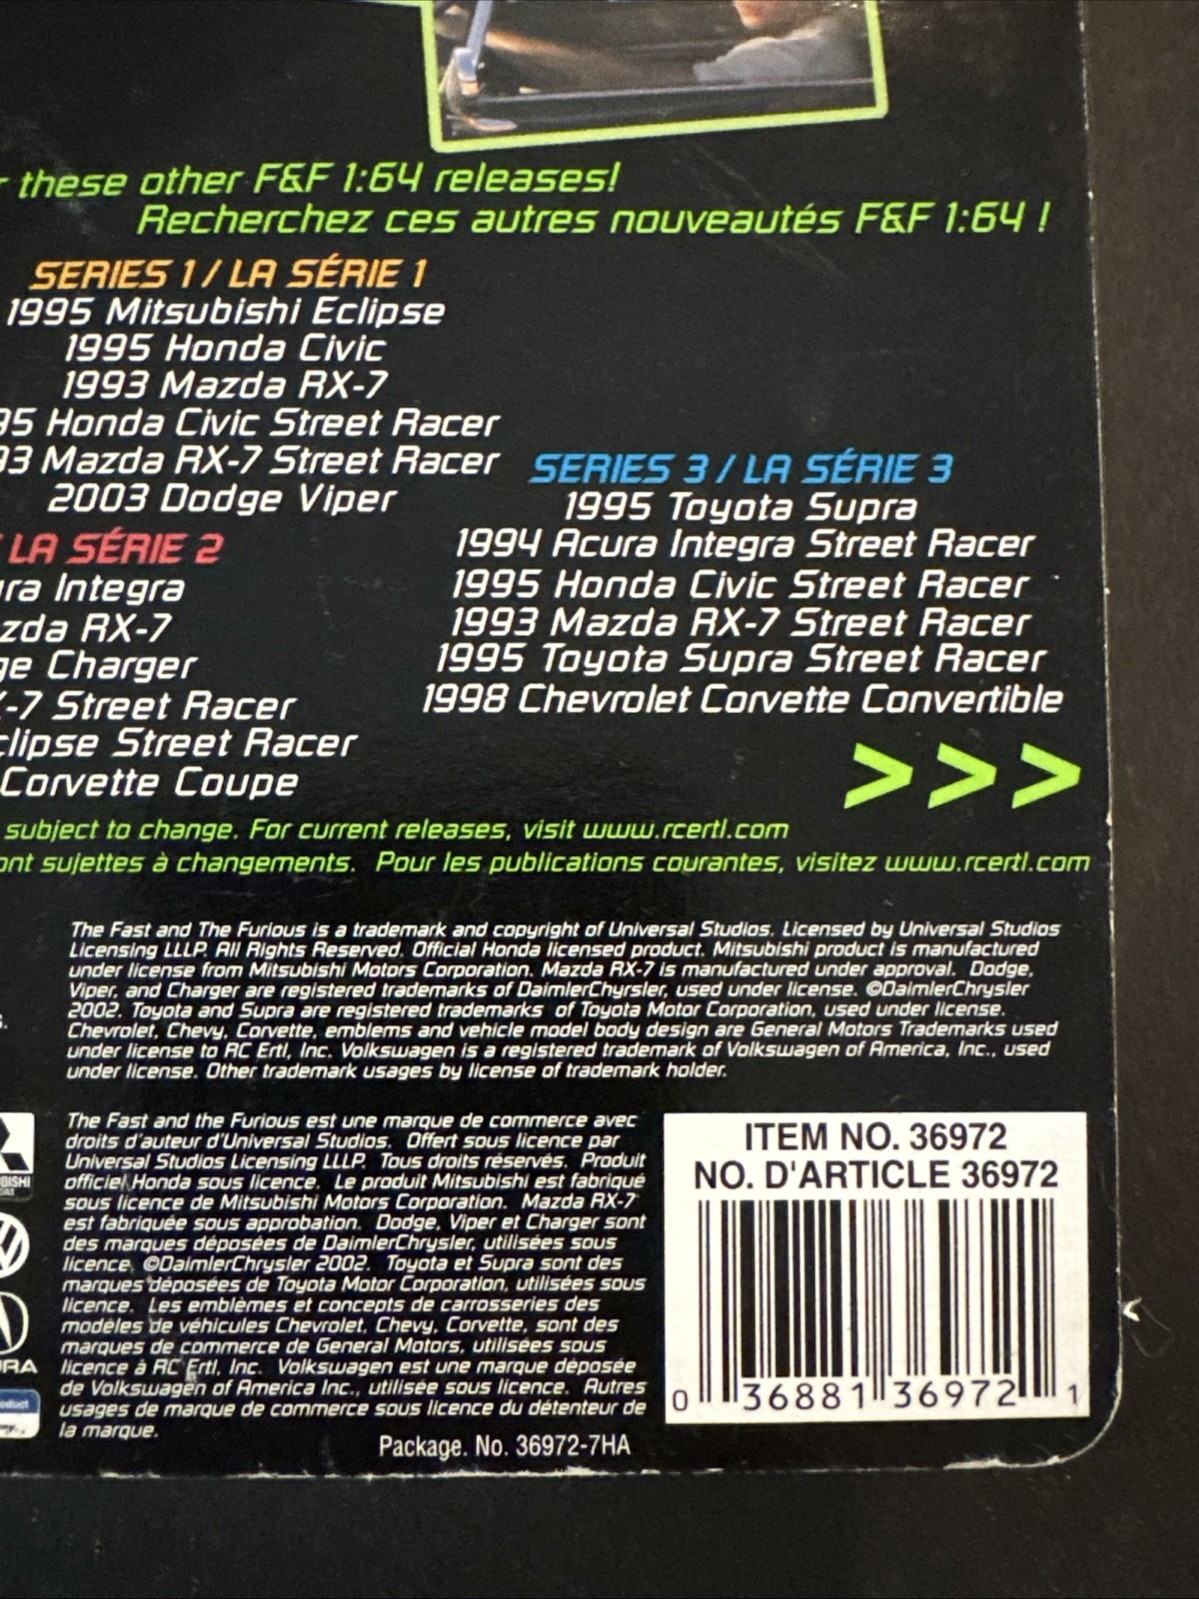 these other F&F 1:64 releases!
Recherchez ces autres nouveautés F&F 1:64 !
SERIES 1 / LA SÉRIE 1
1995 Mitsubishi Eclipse
1995 Honda Civic
1993 Mazda RX-7
95 Honda Civic Street Racer
93 Mazda RX-7 Street Racer
2003 Dodge Viper
LA SÉRIE 2
ra Integra
zda RX-7
ge Charger
-7 Street Racer
clipse Street Racer
Corvette Coupe
SERIES 3 / LA SÉRIE 3
1995 Toyota Supra
1994 Acura Integra Street Racer
1995 Honda Civic Street Racer
1993 Mazda RX-7 Street Racer
1995 Toyota Supra Street Racer
1998 Chevrolet Corvette Convertible
>>>
subject to change. For current releases, visit www.rcertl.com
ont sujettes à changements. Pour les publications courantes, visitez www.rcertl.com
The Fast and The Furious is a trademark and copyright of Universal Studios. Licensed by Universal Studios
Licensing LLLP. All Rights Reserved. Official Honda licensed product. Mitsubishi product is manufactured
under license from Mitsubishi Motors Corporation. Mazda RX-7 is manufactured under approval. Dodge,
Viper, and Charger are registered trademarks of DaimlerChyrsler, used under license. ©DaimlerChrysler
2002. Toyota and Supra are registered trademarks of Toyota Motor Corporation, used under license.
Chevrolet, Chevy, Corvette, emblems and vehicle model body design are General Motors Trademarks used
under license to RC Ertl, Inc. Volkswagen is a registered trademark of Volkswagen of America, Inc., used
under license. Other trademark usages by license of trademark holder.
The Fast and the Furious est une marque de commerce avec
droits d'auteur d'Universal Studios. Offert sous licence par
Universal Studios Licensing LLLP. Tous droits réservés. Produit
officiel Honda sous licence. Le produit Mitsubishi est fabriqué
sous licence de Mitsubishi Motors Corporation. Mazda RX-7
est fabriquée sous approbation. Dodge, Viper et Charger sont
des marques déposées de DaimlerChrysler, utilisées sous
licence. ©DaimlerChrysler 2002. Toyota et Supra sont des
marques déposées de Toyota Motor Corporation, utilisées sous
licence. Les emblèmes et concepts de carrosseries des
modèles de véhicules Chevrolet, Chevy, Corvette, sont des
marques de commerce de General Motors, utilisées sous
licence à RC Ertl, Inc. Volkswagen est une marque déposée
de Volkswagen of America Inc., utilisée sous licence. Autres
usages de marque de commerce sous licence du détenteur de
la marque.
Package. No. 36972-7HA
ITEM NO. 36972
NO. D'ARTICLE 36972
0 36881 36972 1